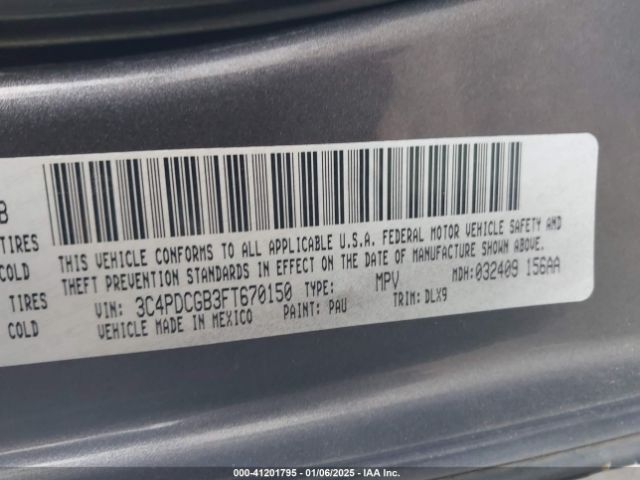 B
TIRES
COLD
TIRES
COLD
THIS VEHICLE CONFORMS TO ALL APPLICABLE U.S.A. FEDERAL MOTOR VEHICLE SAFETY AND
THEFT PREVENTION STANDARDS IN EFFECT ON THE DATE OF MANUFACTURE SHOWN ABOVE.
VIN: 3C4PDCGB3FT670150 TYPE: MPV MDH:032409 156AA
VEHICLE MADE IN MEXICO PAINT: PAU TRIM: DLX9
000-41201795 - 01/06/2025 - IAA Inc.